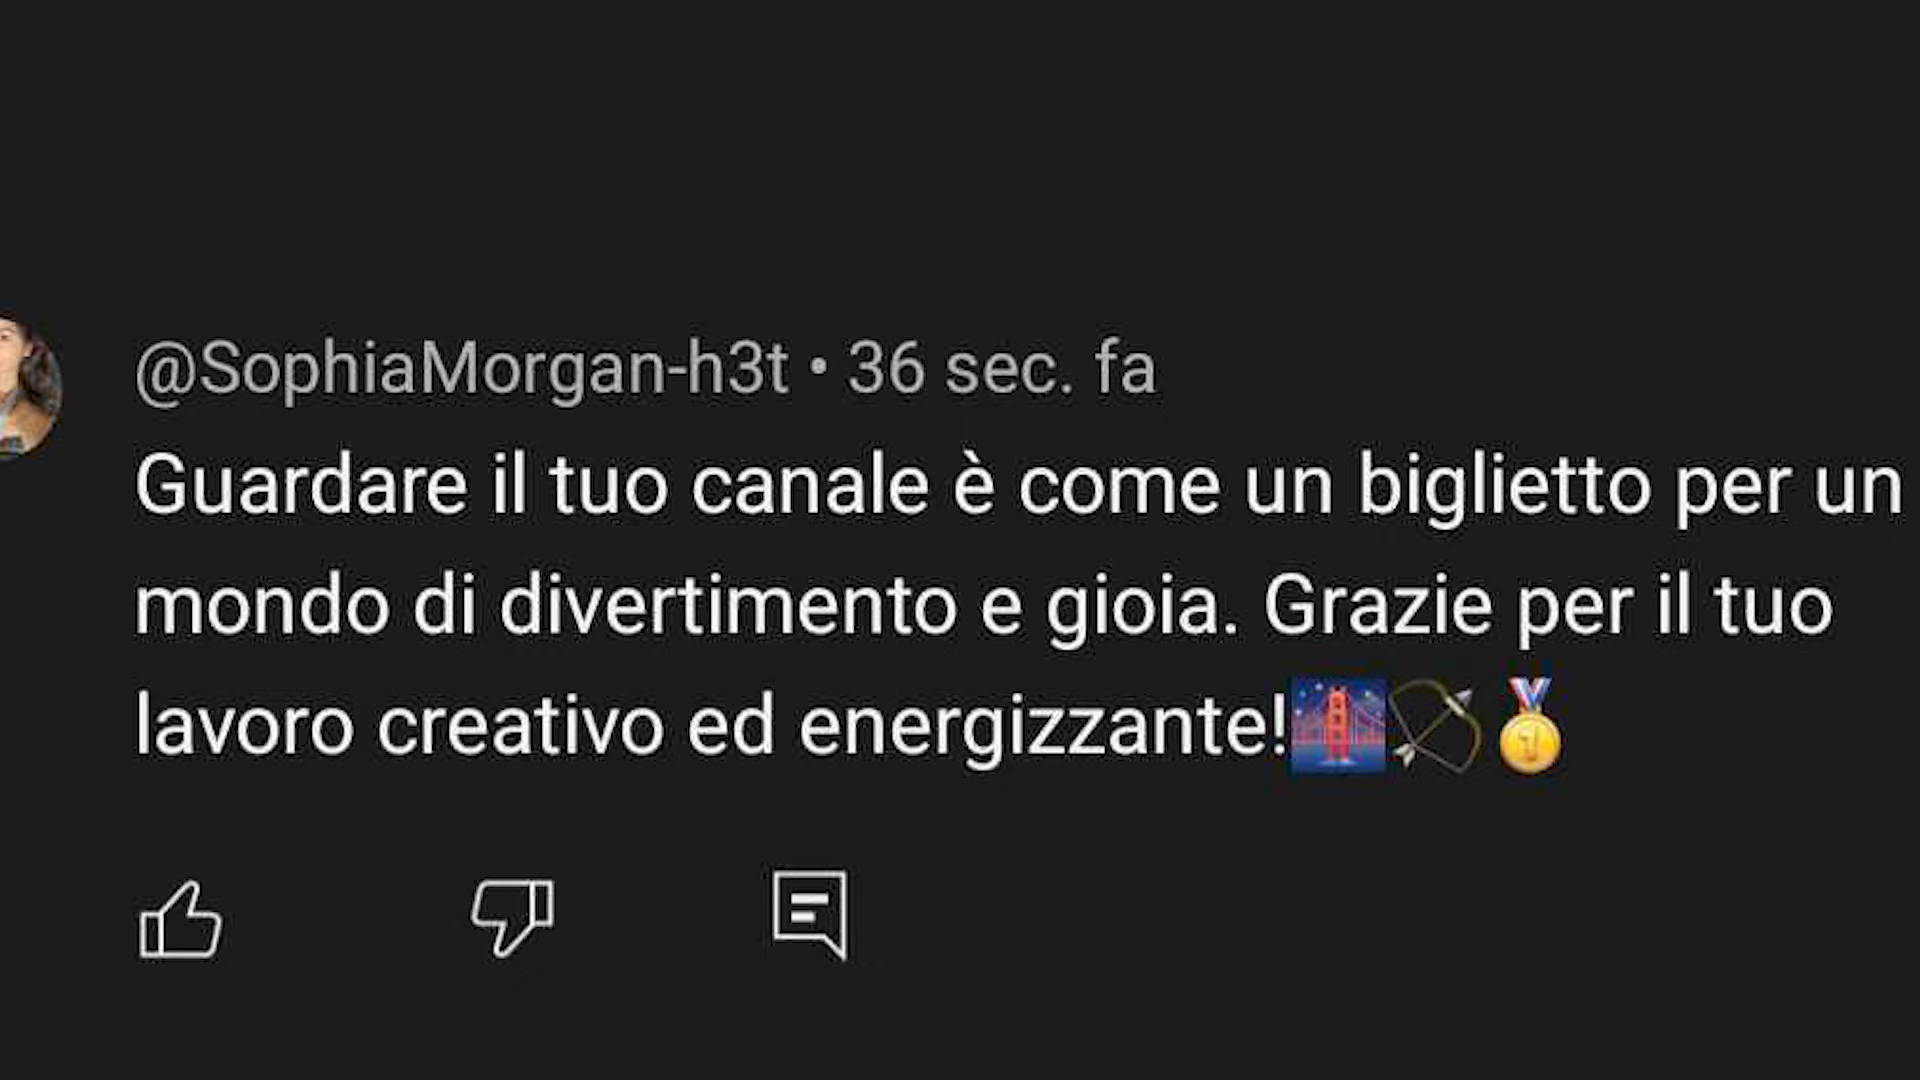 @SophiaMorgan-h3t • 36 sec. fa
Guardare il tuo canale è come un biglietto per un
mondo di divertimento e gioia. Grazie per il tuo
lavoro creativo ed energizzante!🌉🏹🏅